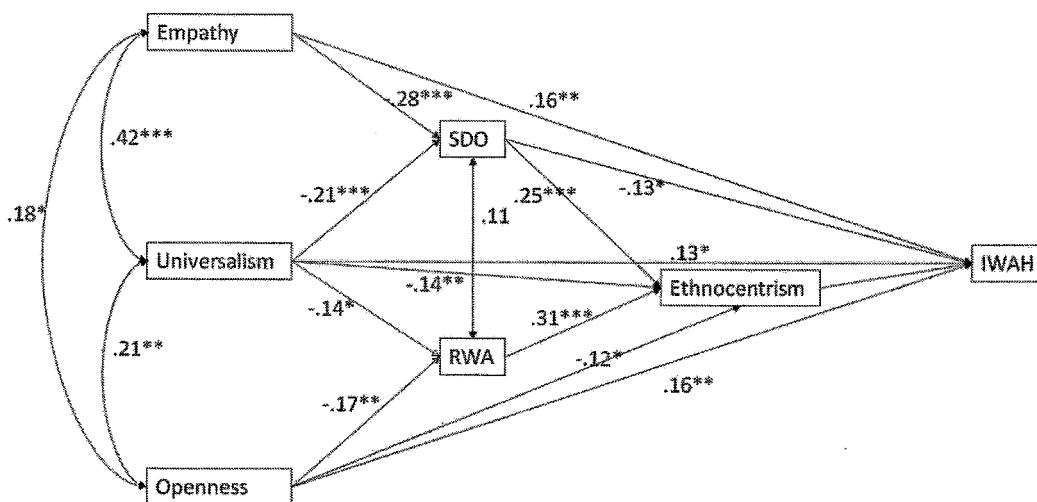 Empathy
.16**
-.28***
.42***
SDO
-.21***
.25***
-.13*
.18*
.11
Universalism
.13*
IWAH
-.14**
Ethnocentrism
-.14*
.31***
.21**
RWA
-.12*
.16**
-.17**
Openness